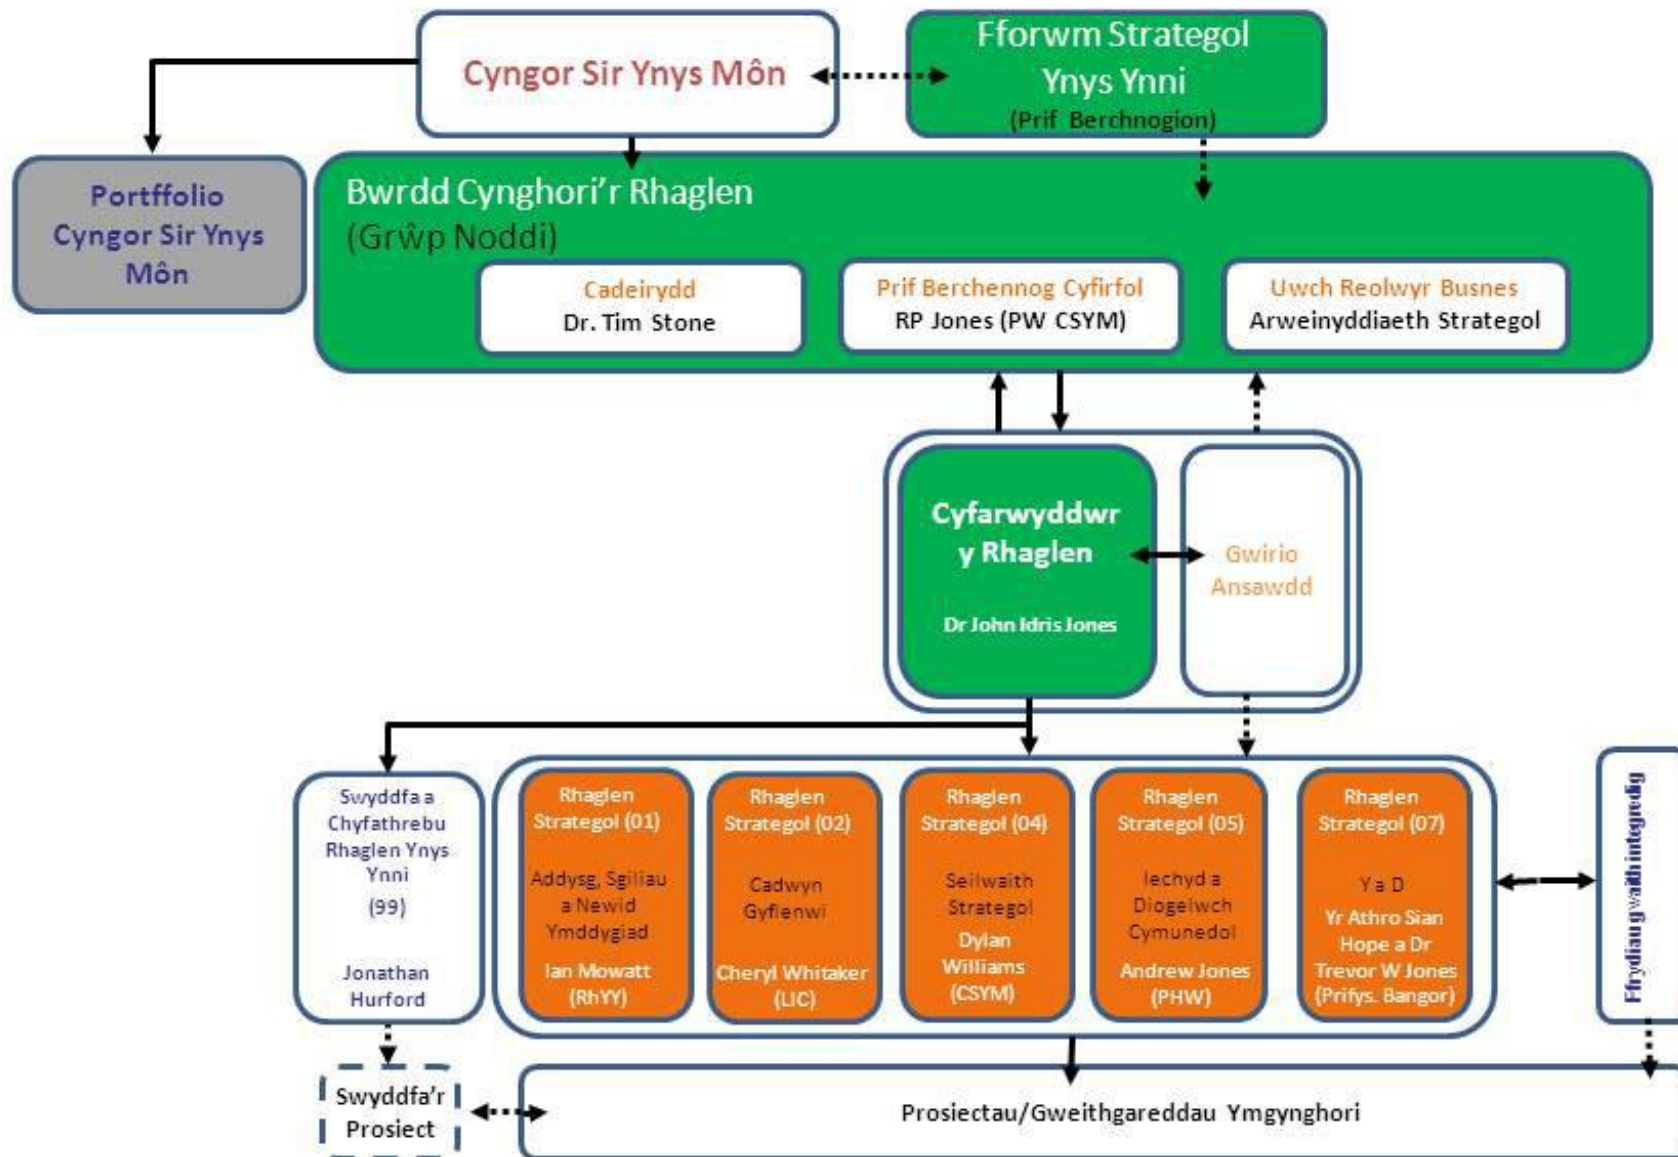 Cyngor Sir Ynys Môn
Fforwm Strategol
Ynys Ynni
(Prif Berchnogion)
Portffolio
Cyngor Sir Ynys
Môn
Bwrdd Cynghori'r Rhaglen
(Grŵp Noddi)
Cadeirydd
Dr. Tim Stone
Prif Berchennog Cyfirfol
RP Jones (PW CSYM)
Uwch Reolwyr Busnes
Arweinyddiaeth Strategol
Cyfarwyddwr
y Rhaglen
Dr John Idris Jones
Gwirio
Ansawdd
Swyddfa a
Chyfathrebu
Rhaglen Ynys
Ynni
(99)
Jonathan
Hurford
Rhaglen
Strategol (01)
Addysg, Sgiliau
a Newid
Ymddygiad
Ian Mowatt
(RhYY)
Rhaglen
Strategol (02)
Cadwyn
Gyflenwi
Cheryl Whitaker
(LIC)
Rhaglen
Strategol (04)
Seilwaith
Strategol
Dylan
Williams
(CSYM)
Rhaglen
Strategol (05)
Iechyd a
Diogelwch
Cymunedol
Andrew Jones
(PHW)
Rhaglen
Strategol (07)
Y a D
Yr Athro Sian
Hope a Dr
Trevor W Jones
(Prifys. Bangor)
Ffrydiau gwaith integredig
Swyddfa'r
Prosiect
Prosiectau/Gweithgareddau Ymgynghori